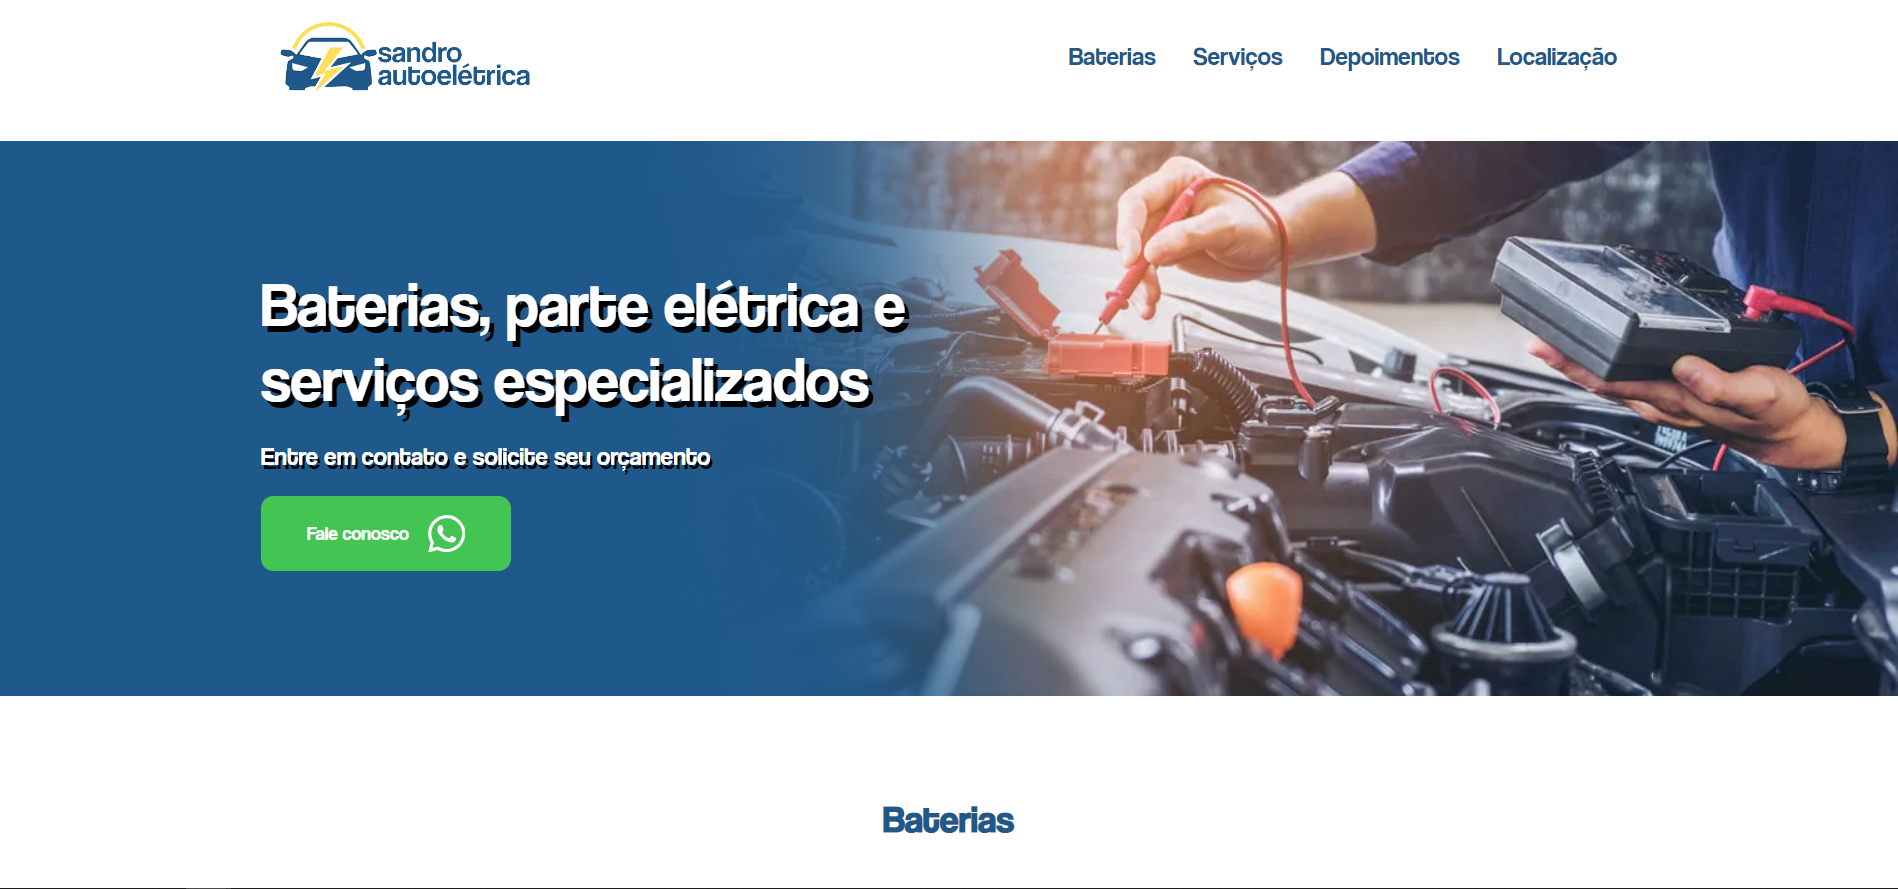 sandro
autoelétrica
Baterias Serviços Depoimentos Localização
Baterias, parte elétrica e
serviços especializados
Entre em contato e solicite seu orçamento
Fale conosco
Baterias